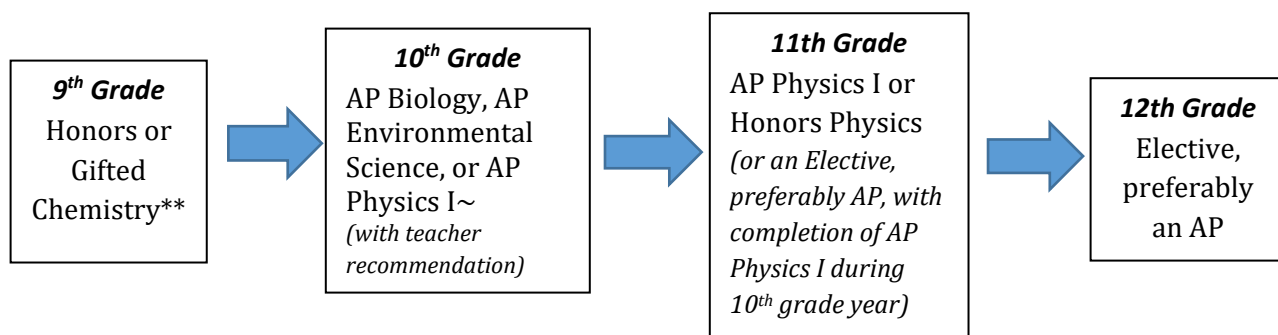 9th Grade
Honors or
Gifted
Chemistry**
10th Grade
AP Biology, AP
Environmental
Science, or AP
Physics I~
(with teacher
recommendation)
11th Grade
AP Physics I or
Honors Physics
(or an Elective,
preferably AP, with
completion of AP
Physics I during
10th grade year)
12th Grade
Elective,
preferably
an AP